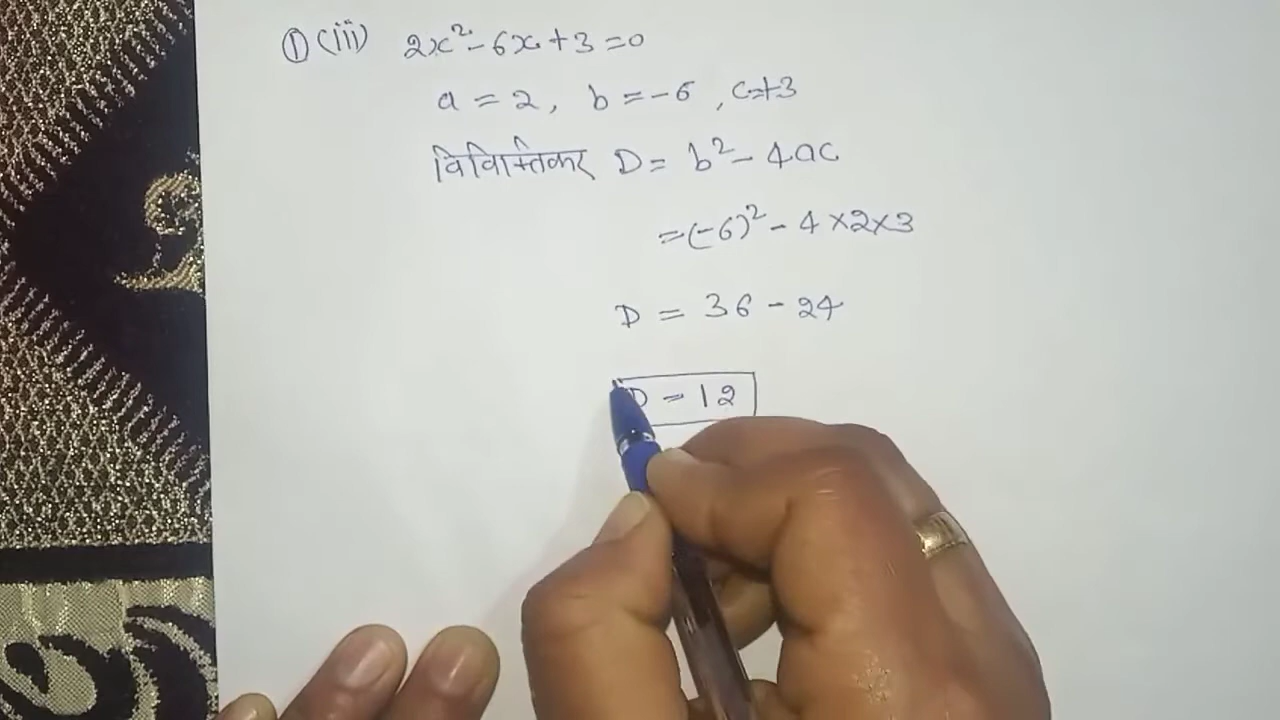 ① (iii) 2x² - 6x + 3 = 0
a = 2, b = -6, c=+3
विविक्तिकर D = b² - 4ac
= (-6)² - 4×2×3
D = 36 - 24
D = 12